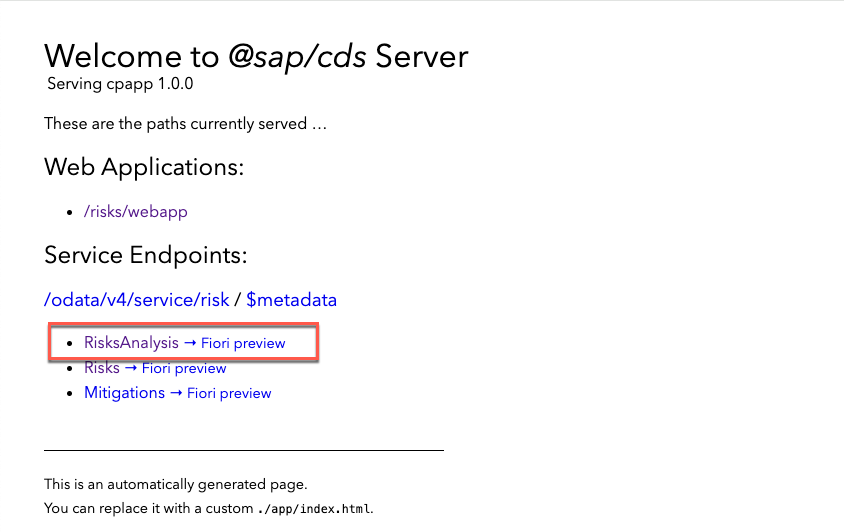 Welcome to @sap/cds Server
Serving cpapp 1.0.0
These are the paths currently served …
Web Applications:
• /risks/webapp
Service Endpoints:
/odata/v4/service/risk / $metadata
• RisksAnalysis → Fiori preview
• Risks → Fiori preview
• Mitigations → Fiori preview
This is an automatically generated page.
You can replace it with a custom ./app/index.html.